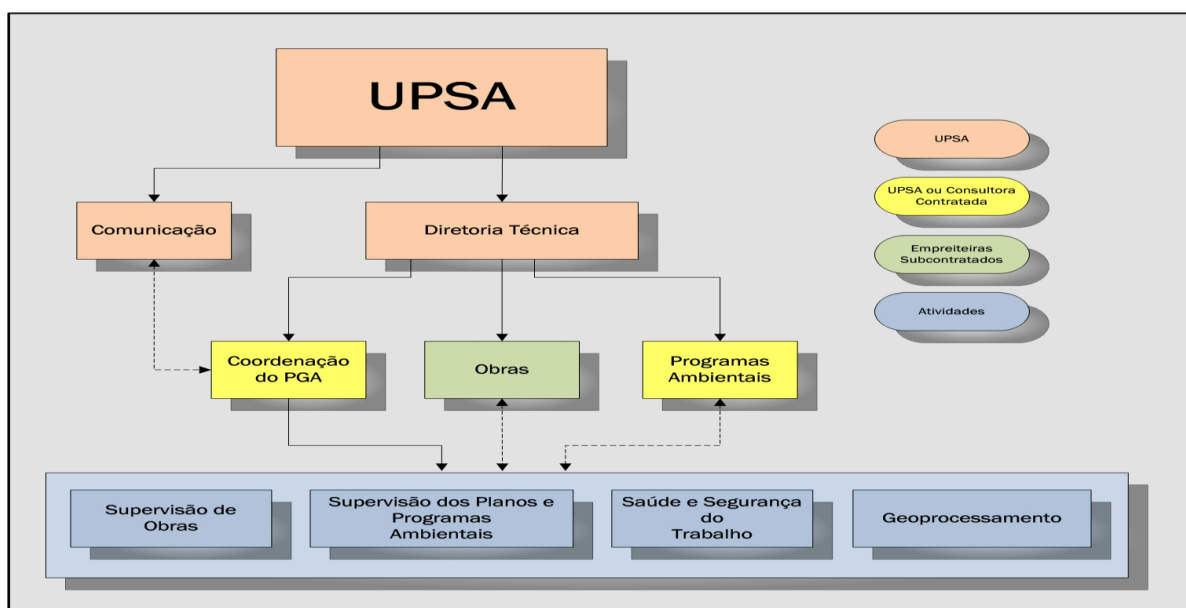 UPSA
UPSA
UPSA ou Consultora
Contratada
Comunicação
Diretoria Técnica
Empreiteiras
Subcontratados
Atividades
Coordenação
do PGA
Obras
Programas
Ambientais
Supervisão de
Obras
Supervisão dos Planos e
Programas
Ambientais
Saúde e Segurança
do
Trabalho
Geoprocessamento